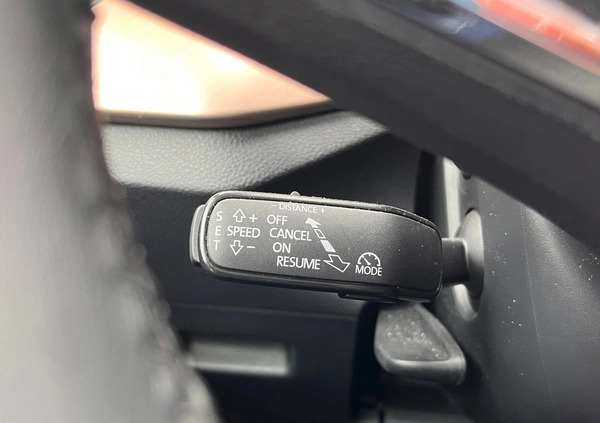 − DISTANCE +
S + OFF
E SPEED CANCEL
T − ON
RESUME
MODE